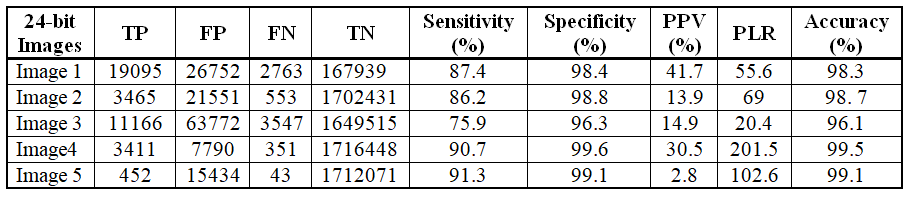 24-bit Images TP FP FN TN Sensitivity (%) Specificity (%) PPV (%) PLR Accuracy (%)
Image 1 19095 26752 2763 167939 87.4 98.4 41.7 55.6 98.3
Image 2 3465 21551 553 1702431 86.2 98.8 13.9 69 98. 7
Image 3 11166 63772 3547 1649515 75.9 96.3 14.9 20.4 96.1
Image4 3411 7790 351 1716448 90.7 99.6 30.5 201.5 99.5
Image 5 452 15434 43 1712071 91.3 99.1 2.8 102.6 99.1